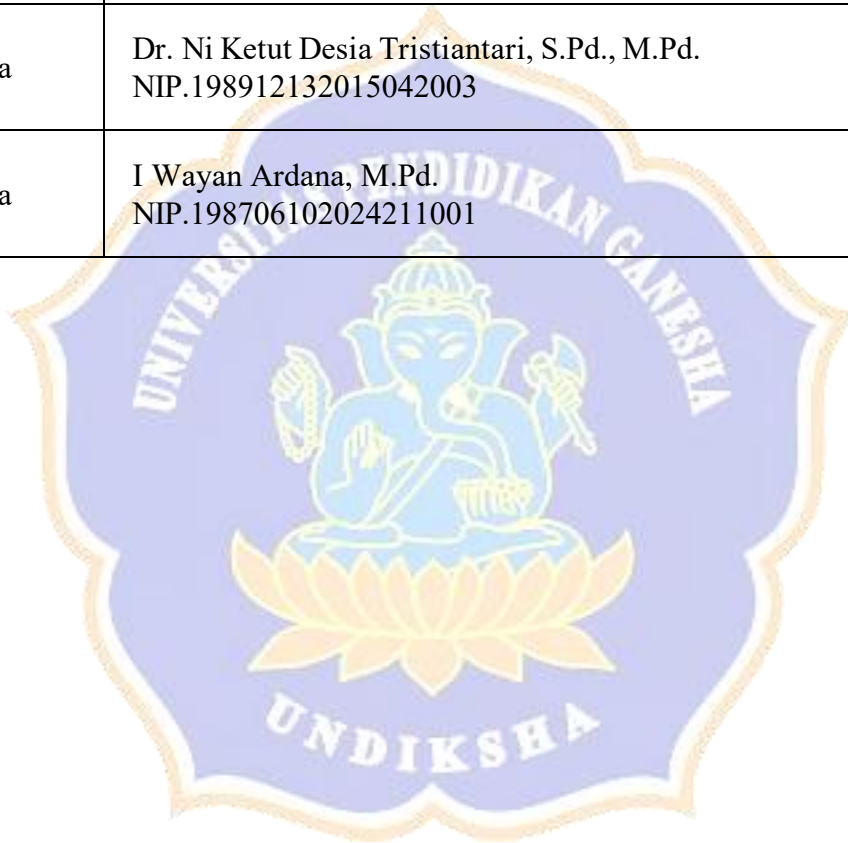 a
Dr. Ni Ketut Desia Tristiantari, S.Pd., M.Pd.
NIP.198912132015042003
a
I Wayan Ardana, M.Pd.
NIP.198706102024211001
UNIVERSITAS PENDIDIKAN GANESHA
UNDIKSHA